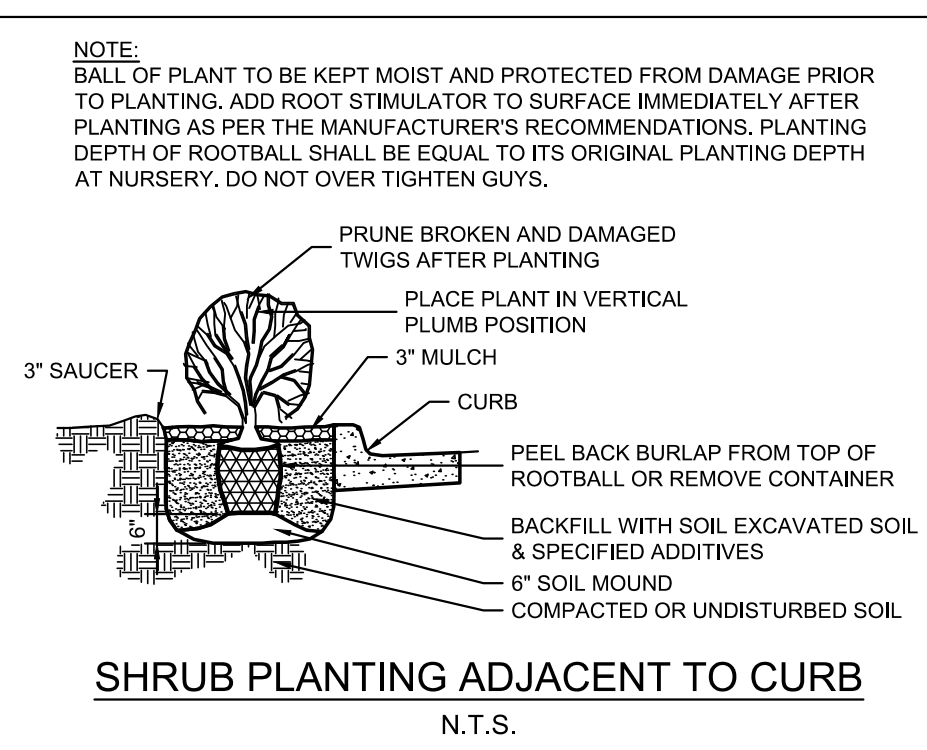 NOTE:
BALL OF PLANT TO BE KEPT MOIST AND PROTECTED FROM DAMAGE PRIOR
TO PLANTING. ADD ROOT STIMULATOR TO SURFACE IMMEDIATELY AFTER
PLANTING AS PER THE MANUFACTURER'S RECOMMENDATIONS. PLANTING
DEPTH OF ROOTBALL SHALL BE EQUAL TO ITS ORIGINAL PLANTING DEPTH
AT NURSERY. DO NOT OVER TIGHTEN GUYS.
PRUNE BROKEN AND DAMAGED
TWIGS AFTER PLANTING
PLACE PLANT IN VERTICAL
PLUMB POSITION
3" MULCH
3" SAUCER
CURB
PEEL BACK BURLAP FROM TOP OF
ROOTBALL OR REMOVE CONTAINER
BACKFILL WITH SOIL EXCAVATED SOIL
& SPECIFIED ADDITIVES
6"
6" SOIL MOUND
COMPACTED OR UNDISTURBED SOIL
SHRUB PLANTING ADJACENT TO CURB
N.T.S.